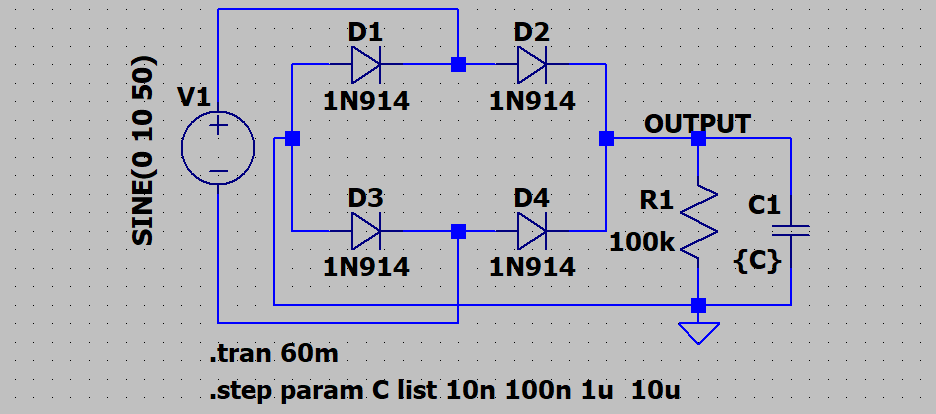 D1
D2
1N914
1N914
V1
SINE(0 10 50)
OUTPUT
D3
D4
1N914
1N914
R1
100k
C1
{C}
.tran 60m
.step param C list 10n 100n 1u  10u